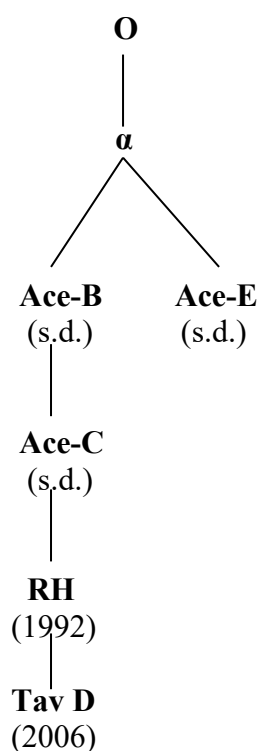 O
α
Ace-B Ace-E
(s.d.) (s.d.)
Ace-C
(s.d.)
RH
(1992)
Tav D
(2006)